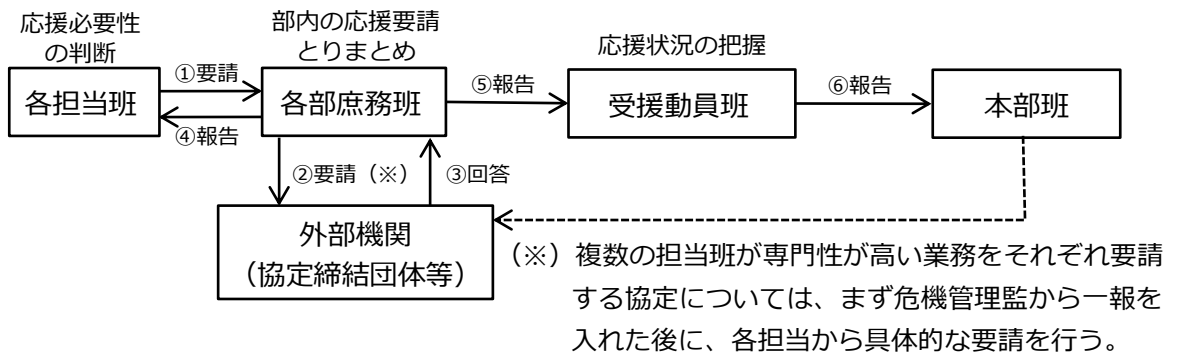 応援必要性
の判断
部内の応援要請
とりまとめ
応援状況の把握
各担当班
①要請
④報告
各部庶務班
⑤報告
受援動員班
⑥報告
本部班
②要請（※）
③回答
外部機関
（協定締結団体等）
（※）複数の担当班が専門性が高い業務をそれぞれ要請
する協定については、まず危機管理監から一報を
入れた後に、各担当から具体的な要請を行う。